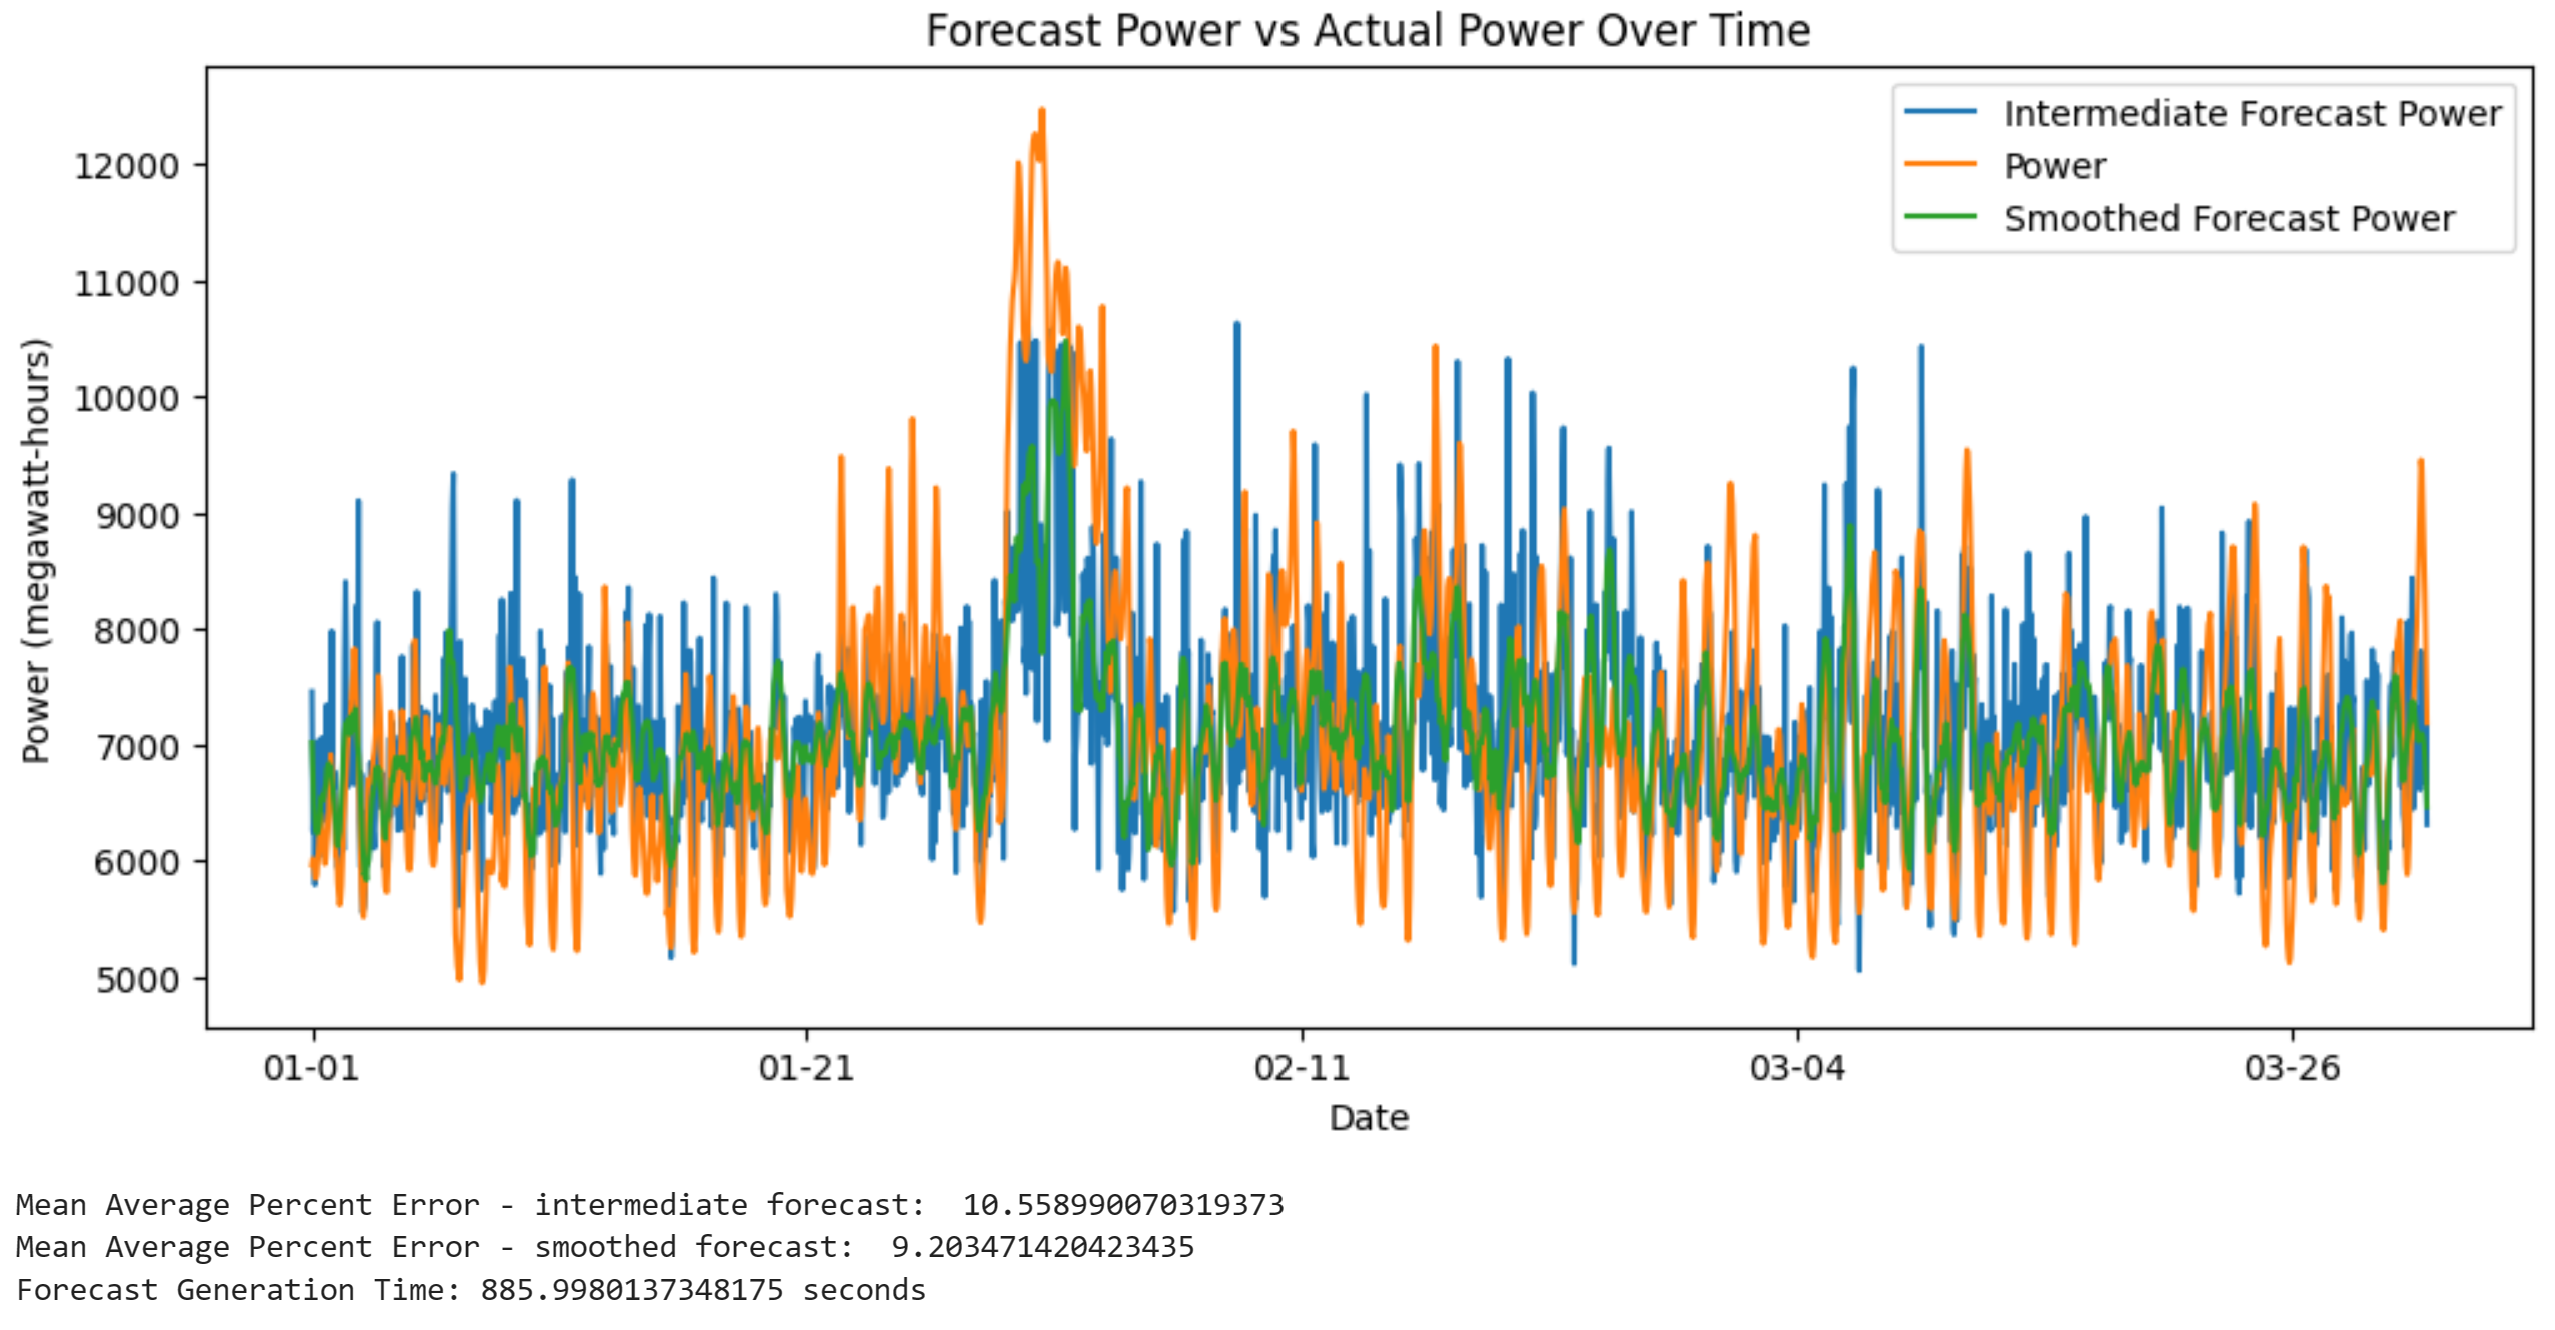 Forecast Power vs Actual Power Over Time
Intermediate Forecast Power
Power
Smoothed Forecast Power
Power (megawatt-hours)
12000
11000
10000
9000
8000
7000
6000
5000
01-01
01-21
02-11
03-04
03-26
Date
Mean Average Percent Error - intermediate forecast:  10.558990070319373
Mean Average Percent Error - smoothed forecast:  9.203471420423435
Forecast Generation Time: 885.9980137348175 seconds